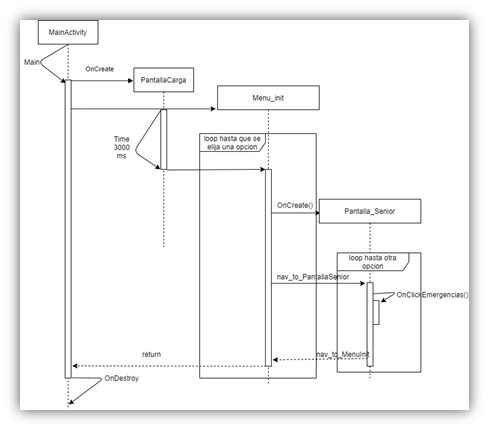 MainActivity
Main
OnCreate
PantallaCarga
Menu_init
Time
3000
ms
loop hasta que se
elija una opcion
OnCreate()
Pantalla_Senior
loop hasta otra
opcion
nav_to_PantallaSenior
OnClickEmergencias()
return
nav_to_MenuInit
OnDestroy